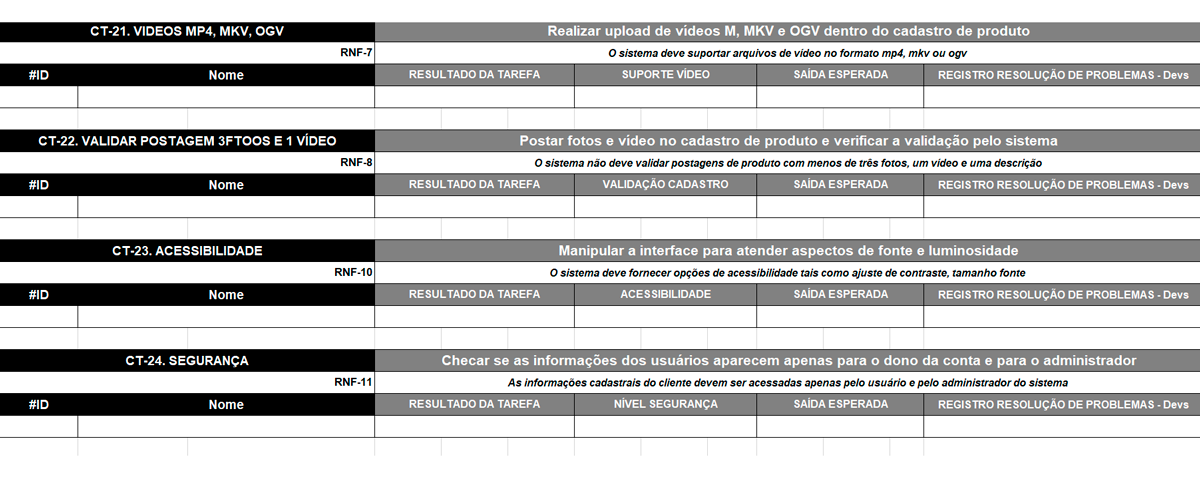 CT-21. VIDEOS MP4, MKV, OGV Realizar upload de vídeos M, MKV e OGV dentro do cadastro de produto
RNF-7 O sistema deve suportar arquivos de vídeo no formato mp4, mkv ou ogv
#ID Nome RESULTADO DA TAREFA SUPORTE VÍDEO SAÍDA ESPERADA REGISTRO RESOLUÇÃO DE PROBLEMAS - Devs
CT-22. VALIDAR POSTAGEM 3FTOOS E 1 VÍDEO Postar fotos e vídeo no cadastro de produto e verificar a validação pelo sistema
RNF-8 O sistema não deve validar postagens de produto com menos de três fotos, um vídeo e uma descrição
#ID Nome RESULTADO DA TAREFA VALIDAÇÃO CADASTRO SAÍDA ESPERADA REGISTRO RESOLUÇÃO DE PROBLEMAS - Devs
CT-23. ACESSIBILIDADE Manipular a interface para atender aspectos de fonte e luminosidade
RNF-10 O sistema deve fornecer opções de acessibilidade tais como ajuste de contraste, tamanho fonte
#ID Nome RESULTADO DA TAREFA ACESSIBILIDADE SAÍDA ESPERADA REGISTRO RESOLUÇÃO DE PROBLEMAS - Devs
CT-24. SEGURANÇA Checar se as informações dos usuários aparecem apenas para o dono da conta e para o administrador
RNF-11 As informações cadastrais do cliente devem ser acessadas apenas pelo usuário e pelo administrador do sistema
#ID Nome RESULTADO DA TAREFA NÍVEL SEGURANÇA SAÍDA ESPERADA REGISTRO RESOLUÇÃO DE PROBLEMAS - Devs